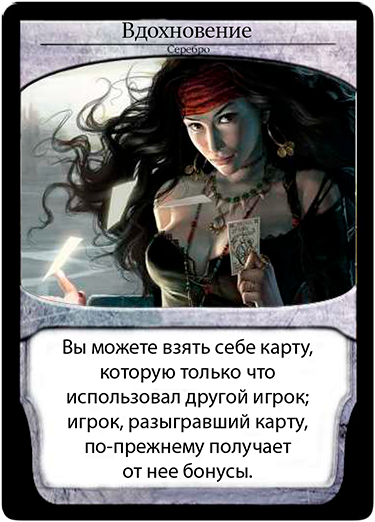 Вдохновение
Серебро
Вы можете взять себе карту,
которую только что
использовал другой игрок;
игрок, разыгравший карту,
по-прежнему получает
от нее бонусы.